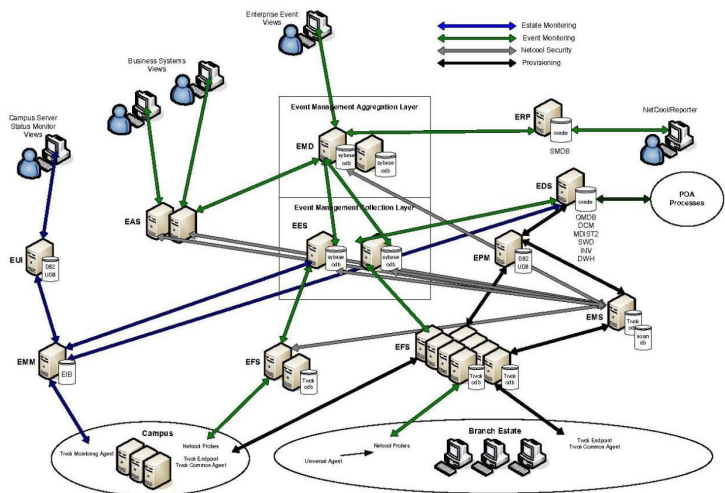 Enterprise Event
Views
Estate Monitoring
Event Monitoring
Netcool Security
Provisioning
Business Systems
Views
Campus Server
Status Monitor
Views
Event Management Aggregation Layer
EMD
sybase
odb
sybase
odb
ERP
oracle
SMDB
NetCool/Reporter
EDS
oracle
OMDB
DCM
MDIST2
SWD
INV
DWH
POA
Processes
EAS
Event Management Collection Layer
EES
sybase
odb
sybase
odb
EUI
DB2
UDB
EPM
DB2
UDB
EMS
Tivoli
odb
db
EMM
EIB
EFS
Tivoli
odb
EFS
Tivoli
odb
Tivoli
odb
Campus
Tivoli Monitoring Agent
Netcool Probes
Tivoli Endpoint
Tivoli Common Agent
Branch Estate
Universal Agent
Netcool Probes
Tivoli Endpoint
Tivoli Common Agent